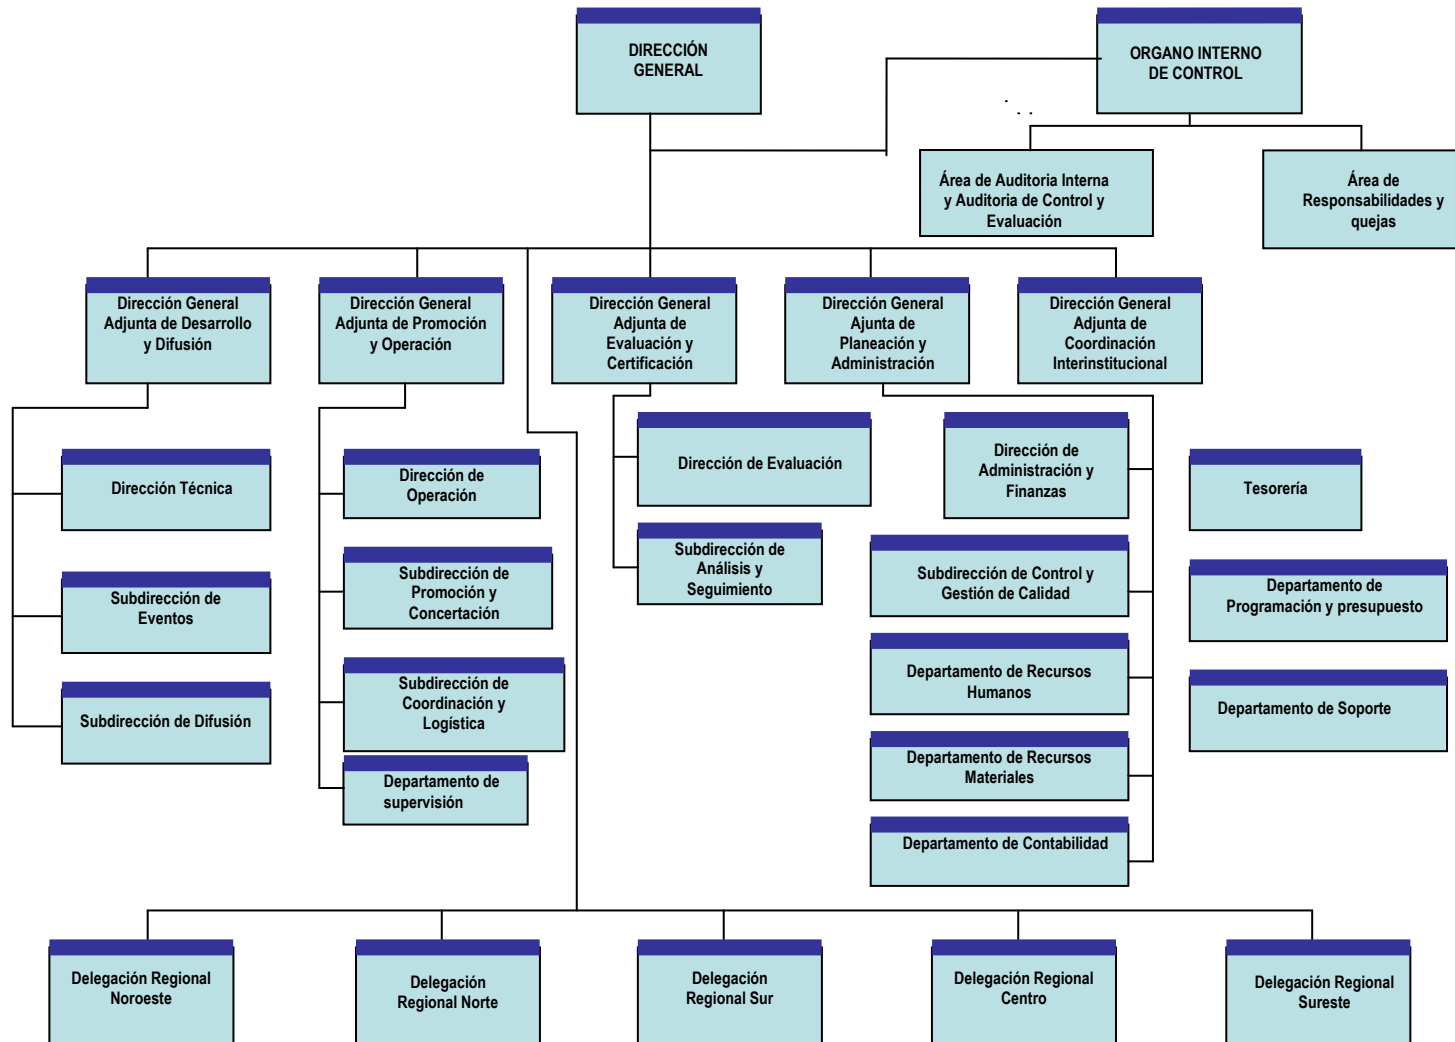 DIRECCIÓN
GENERAL
ORGANO INTERNO
DE CONTROL
Área de Auditoria Interna
y Auditoria de Control y
Evaluación
Área de
Responsabilidades y
quejas
Dirección General
Adjunta de Desarrollo
y Difusión
Dirección General
Adjunta de Promoción
y Operación
Dirección General
Adjunta de
Evaluación y
Certificación
Dirección General
Ajunta de
Planeación y
Administración
Dirección General
Adjunta de
Coordinación
Interinstitucional
Dirección Técnica
Subdirección de
Eventos
Subdirección de Difusión
Dirección de
Operación
Subdirección de
Promoción y
Concertación
Subdirección de
Coordinación y
Logística
Departamento de
supervisión
Dirección de Evaluación
Subdirección de
Análisis y
Seguimiento
Dirección de
Administración y
Finanzas
Subdirección de Control y
Gestión de Calidad
Departamento de Recursos
Humanos
Departamento de Recursos
Materiales
Departamento de Contabilidad
Tesorería
Departamento de
Programación y presupuesto
Departamento de Soporte
Delegación Regional
Noroeste
Delegación
Regional Norte
Delegación
Regional Sur
Delegación Regional
Centro
Delegación Regional
Sureste